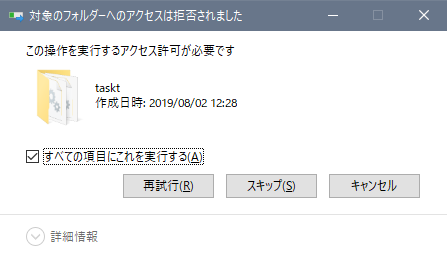 対象のフォルダーへのアクセスは拒否されました
この操作を実行するアクセス許可が必要です
taskt
作成日時: 2019/08/02 12:28
すべての項目にこれを実行する(A)
再試行(R) スキップ(S) キャンセル
詳細情報